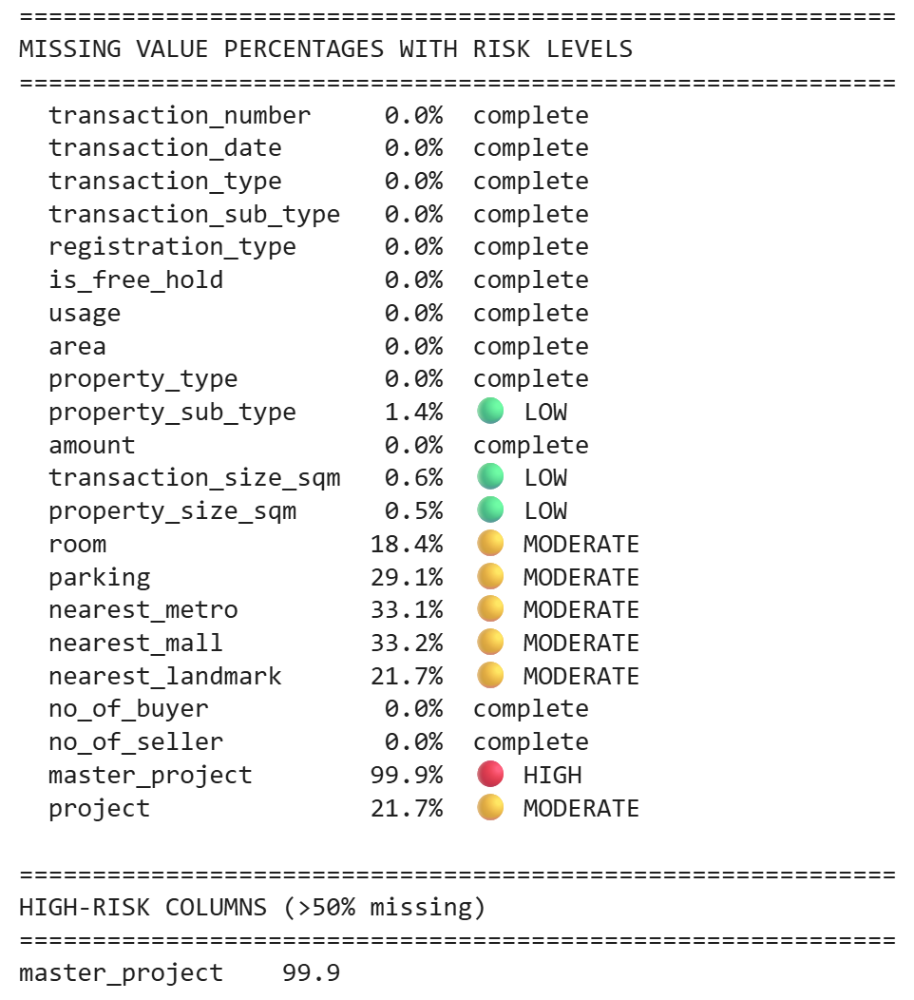 ============================================================
MISSING VALUE PERCENTAGES WITH RISK LEVELS
============================================================
  transaction_number     0.0%  complete
  transaction_date       0.0%  complete
  transaction_type       0.0%  complete
  transaction_sub_type   0.0%  complete
  registration_type      0.0%  complete
  is_free_hold           0.0%  complete
  usage                  0.0%  complete
  area                   0.0%  complete
  property_type          0.0%  complete
  property_sub_type      1.4%  🟢 LOW
  amount                 0.0%  complete
  transaction_size_sqm   0.6%  🟢 LOW
  property_size_sqm      0.5%  🟢 LOW
  room                  18.4%  🟡 MODERATE
  parking               29.1%  🟡 MODERATE
  nearest_metro         33.1%  🟡 MODERATE
  nearest_mall          33.2%  🟡 MODERATE
  nearest_landmark      21.7%  🟡 MODERATE
  no_of_buyer            0.0%  complete
  no_of_seller           0.0%  complete
  master_project        99.9%  🔴 HIGH
  project               21.7%  🟡 MODERATE

============================================================
HIGH-RISK COLUMNS (>50% missing)
============================================================
master_project    99.9